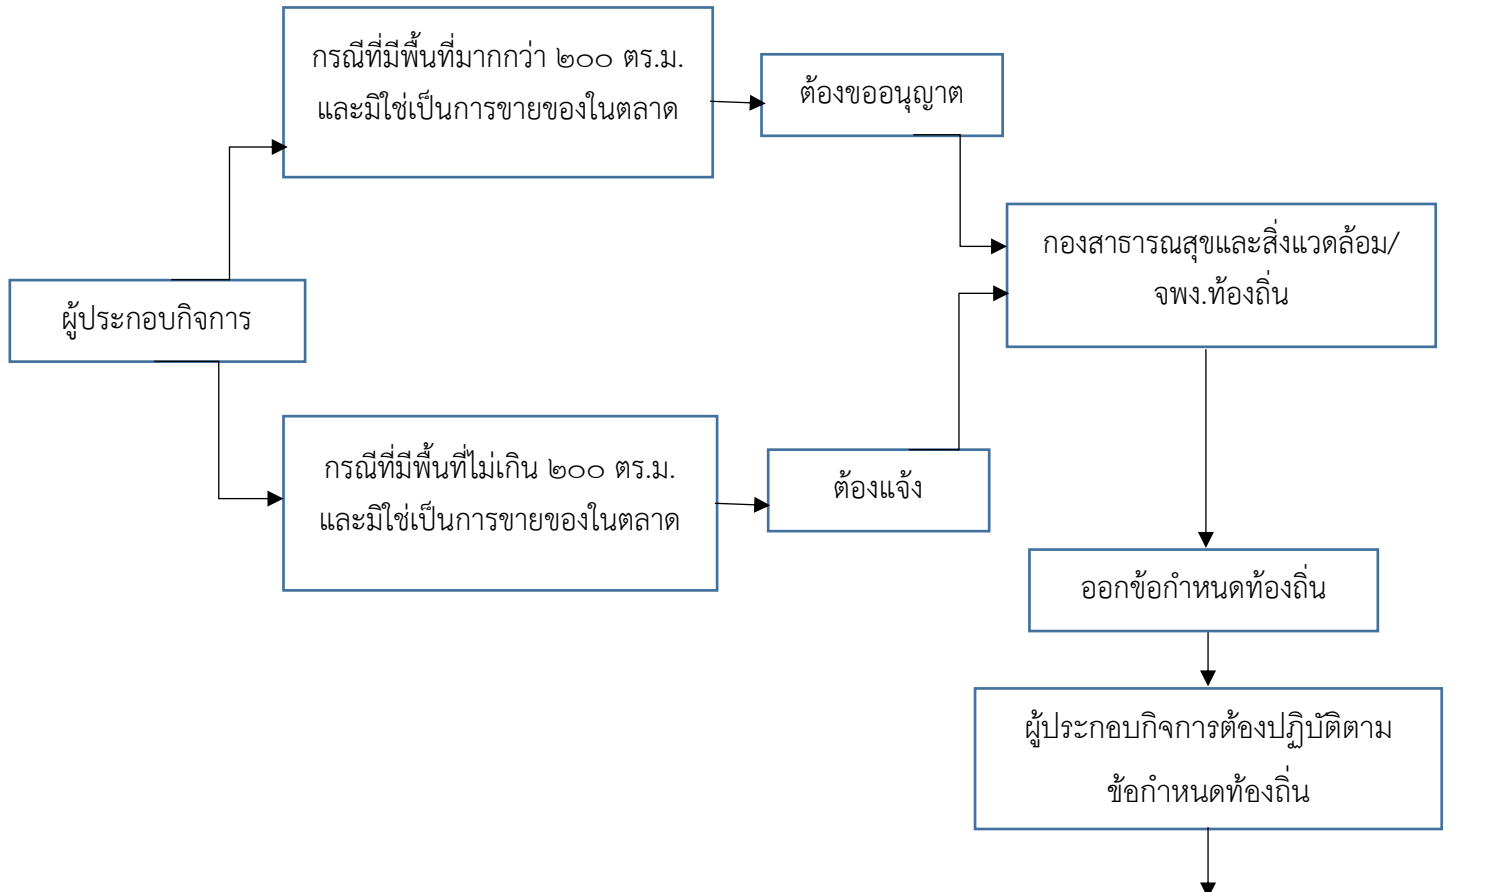 กรณีที่มีพื้นที่มากกว่า ๒๐๐ ตร.ม.
และมิใช่เป็นการขายของในตลาด
ต้องขออนุญาต
กองสาธารณสุขและสิ่งแวดล้อม/
จพง.ท้องถิ่น
ผู้ประกอบกิจการ
กรณีที่มีพื้นที่ไม่เกิน ๒๐๐ ตร.ม.
และมิใช่เป็นการขายของในตลาด
ต้องแจ้ง
ออกข้อกำหนดท้องถิ่น
ผู้ประกอบกิจการต้องปฏิบัติตาม
ข้อกำหนดท้องถิ่น